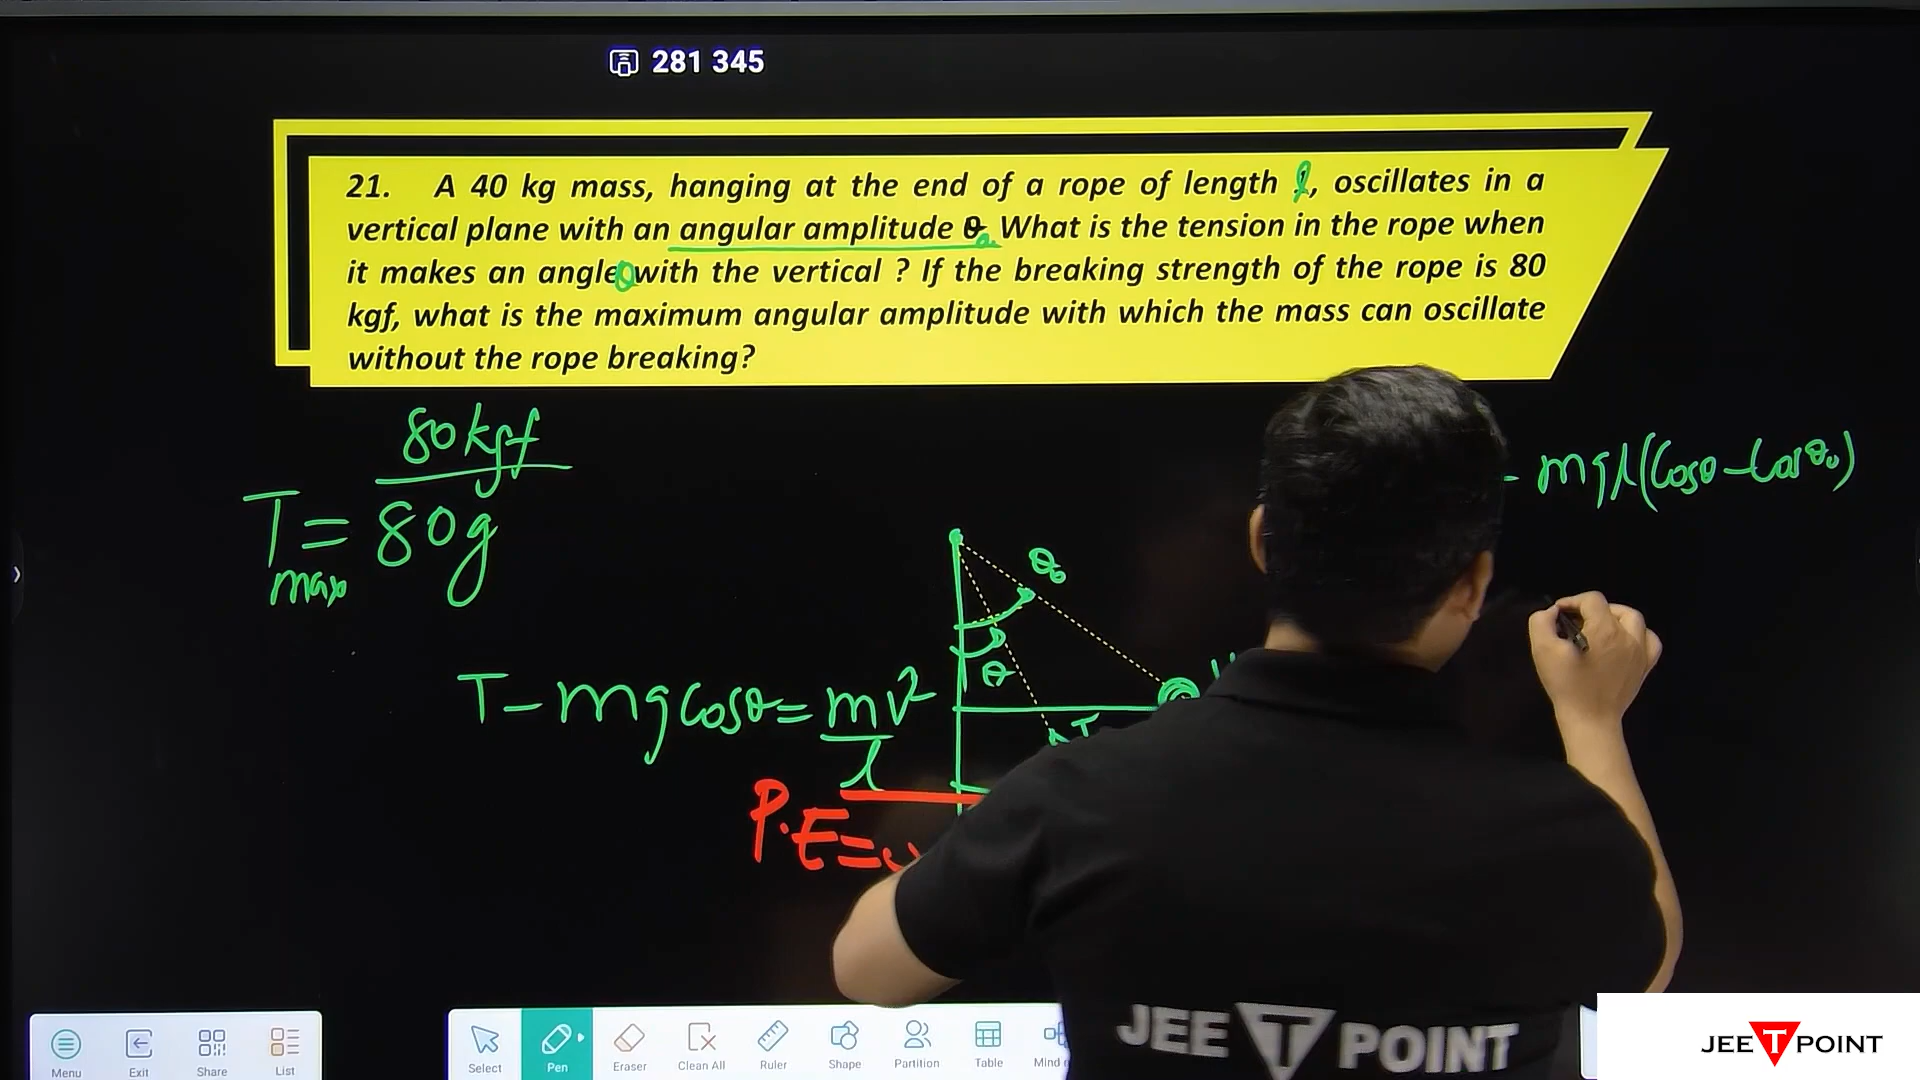 281 345
21. A 40 kg mass, hanging at the end of a rope of length l, oscillates in a
vertical plane with an angular amplitude θ₀. What is the tension in the rope when
it makes an angle θ with the vertical ? If the breaking strength of the rope is 80
kgf, what is the maximum angular amplitude with which the mass can oscillate
without the rope breaking?
80 kgf
T max = 80g
- mgl(Cosθ - Cosθ₀)
θ₀
θ
T - mg cosθ = mv²/l
T
P.E =
Menu
Exit
Share
List
Select
Pen
Eraser
Clean All
Ruler
Shape
Partition
Table
Mind
JEE T POINT
JEE T POINT